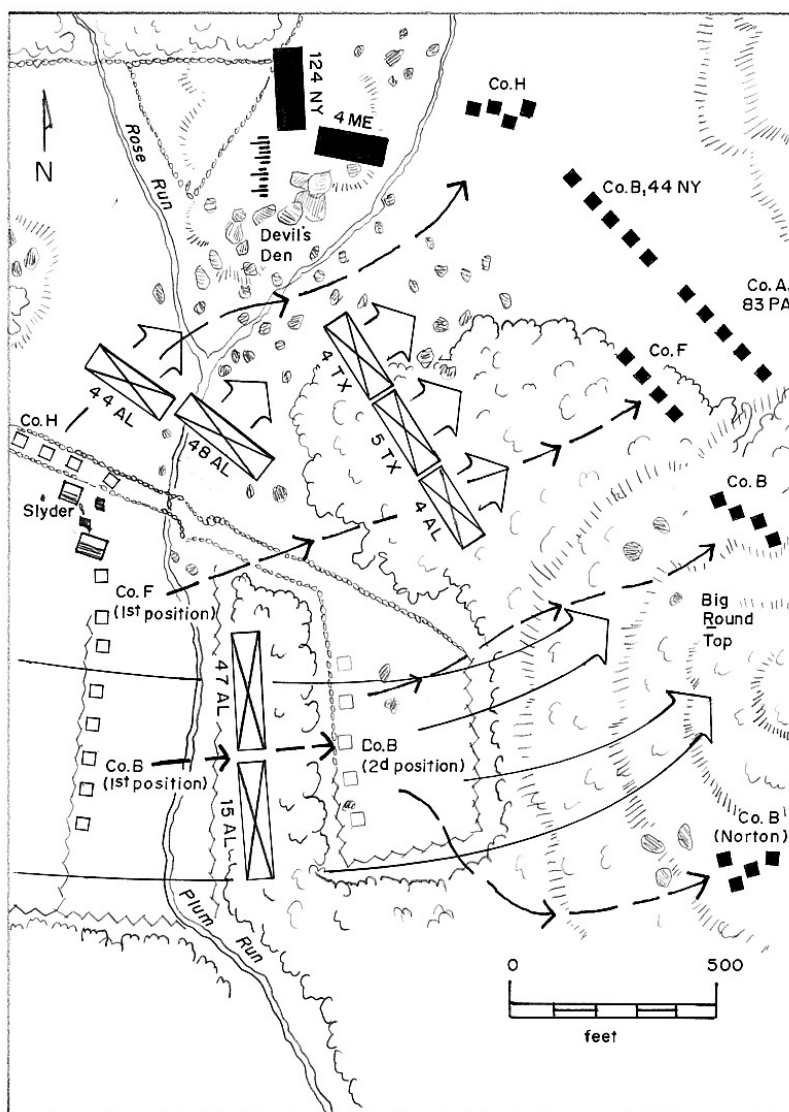 124 NY
4 ME
Co. H
N
Rose
Run
Co.B, 44 NY
Devil's
Den
Co. A,
83 PA
44 AL
48 AL
4 TX
5 TX
4 AL
Co. F
Co. H
Slyder
Co. B
Co. F
(1st position)
Big
Round
Top
47 AL
15 AL
Co.B
(1st position)
Co.B
(2d position)
Co. B
(Norton)
Plum
Run
0
500
feet